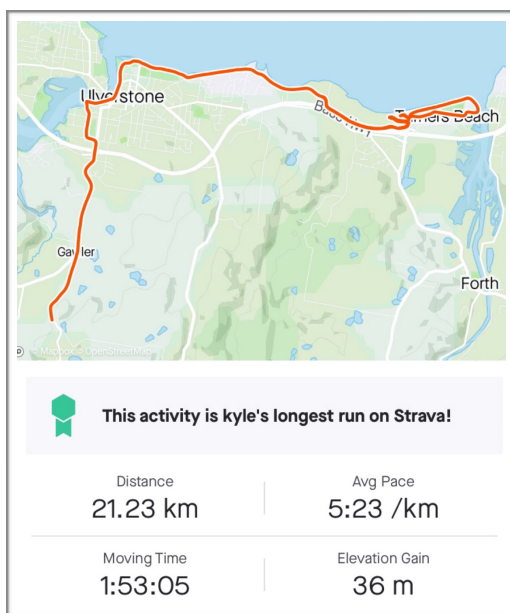 Ulverstone
Bass Hwy
Turners Beach
Gawler
Forth
© Mapbox © OpenStreetMap
This activity is kyle's longest run on Strava!
Distance
21.23 km
Avg Pace
5:23 /km
Moving Time
1:53:05
Elevation Gain
36 m